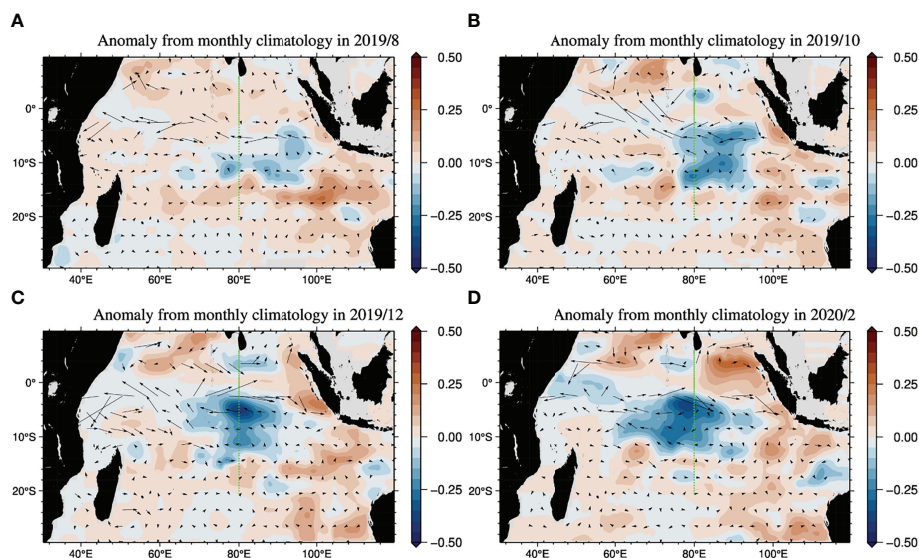 A
Anomaly from monthly climatology in 2019/8
0°
10°S
20°S
40°E
60°E
80°E
100°E
0.50
0.25
0.00
−0.25
−0.50
B
Anomaly from monthly climatology in 2019/10
0°
10°S
20°S
40°E
60°E
80°E
100°E
0.50
0.25
0.00
−0.25
−0.50
C
Anomaly from monthly climatology in 2019/12
0°
10°S
20°S
40°E
60°E
80°E
100°E
0.50
0.25
0.00
−0.25
−0.50
D
Anomaly from monthly climatology in 2020/2
0°
10°S
20°S
40°E
60°E
80°E
100°E
0.50
0.25
0.00
−0.25
−0.50